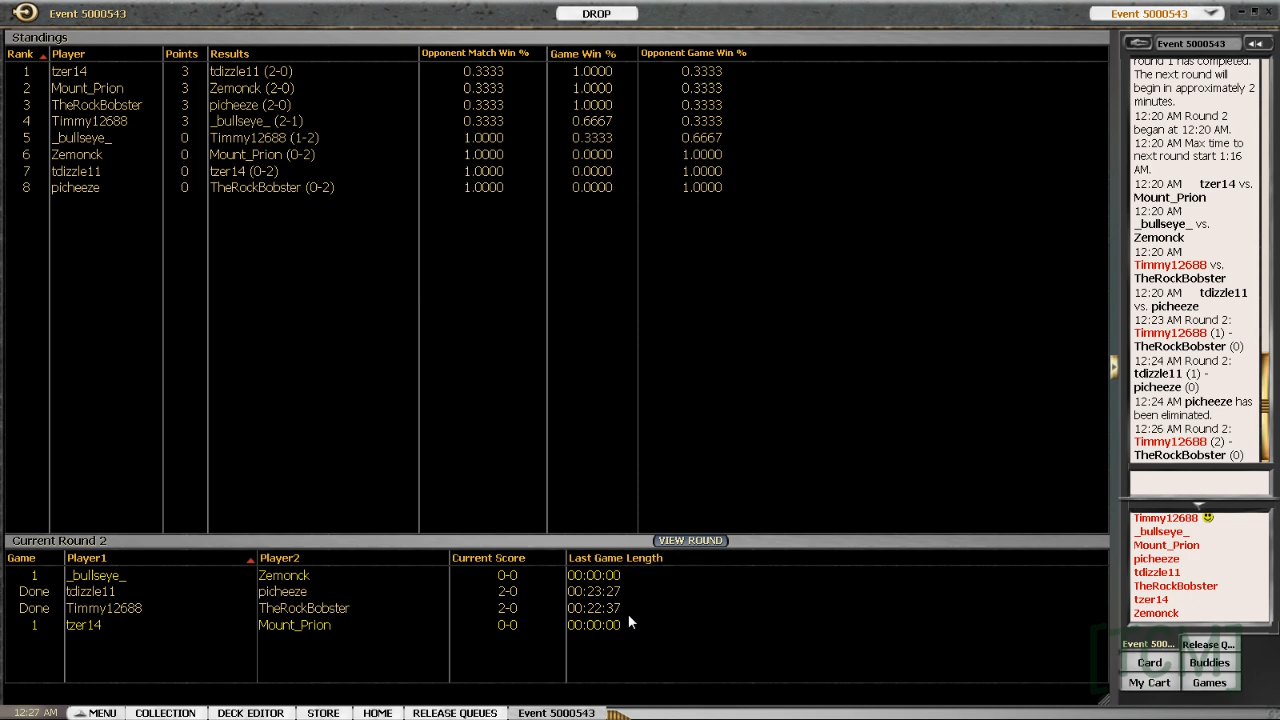 Event 5000543
DROP
Event 5000543
Standings
Rank Player Points Results Opponent Match Win % Game Win % Opponent Game Win %
1 tzer14 3 tdizzle11 (2-0) 0.3333 1.0000 0.3333
2 Mount_Prion 3 Zemonck (2-0) 0.3333 1.0000 0.3333
3 TheRockBobster 3 picheeze (2-0) 0.3333 1.0000 0.3333
4 Timmy12688 3 _bullseye_ (2-1) 0.3333 0.6667 0.3333
5 _bullseye_ 0 Timmy12688 (1-2) 1.0000 0.3333 0.6667
6 Zemonck 0 Mount_Prion (0-2) 1.0000 0.0000 1.0000
7 tdizzle11 0 tzer14 (0-2) 1.0000 0.0000 1.0000
8 picheeze 0 TheRockBobster (0-2) 1.0000 0.0000 1.0000
Current Round 2
VIEW ROUND
Game Player1 Player2 Current Score Last Game Length
1 _bullseye_ Zemonck 0-0 00:00:00
Done tdizzle11 picheeze 2-0 00:23:27
Done Timmy12688 TheRockBobster 2-0 00:22:37
1 tzer14 Mount_Prion 0-0 00:00:00
Event 5000543
round 1 has completed.
The next round will
begin in approximately 2
minutes.
12:20 AM Round 2
began at 12:20 AM.
12:20 AM Max time to
next round start 1:16
AM.
12:20 AM tzer14 vs.
Mount_Prion
12:20 AM
_bullseye_ vs.
Zemonck
12:20 AM
Timmy12688 vs.
TheRockBobster
12:20 AM tdizzle11
vs. picheeze
12:23 AM Round 2:
Timmy12688 (1) -
TheRockBobster (0)
12:24 AM Round 2:
tdizzle11 (1) -
picheeze (0)
12:24 AM picheeze has
been eliminated.
12:26 AM Round 2:
Timmy12688 (2) -
TheRockBobster (0)
Timmy12688
_bullseye_
Mount_Prion
picheeze
tdizzle11
TheRockBobster
tzer14
Zemonck
Event 500... Release Q...
Card Buddies
My Cart Games
12:27 AM MENU COLLECTION DECK EDITOR STORE HOME RELEASE QUEUES Event 5000543